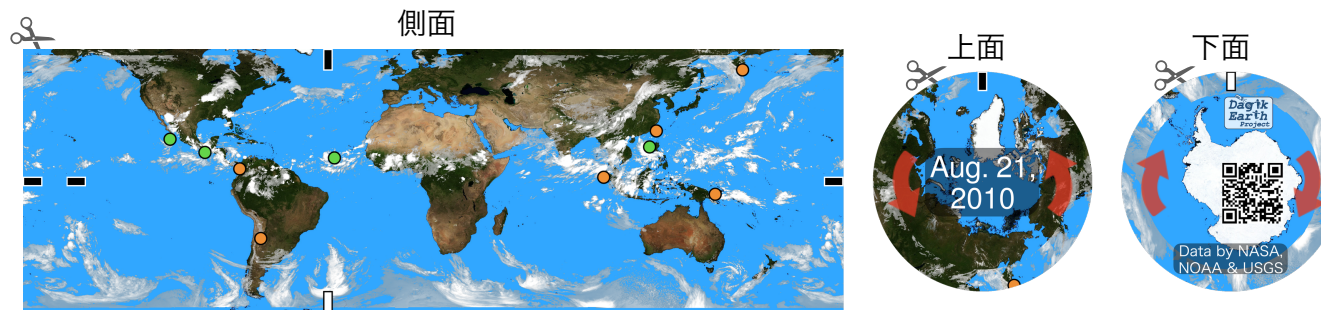 側面
上面
下面
Aug. 21,
2010
Dagik
Earth
Project
Data by NASA,
NOAA & USGS